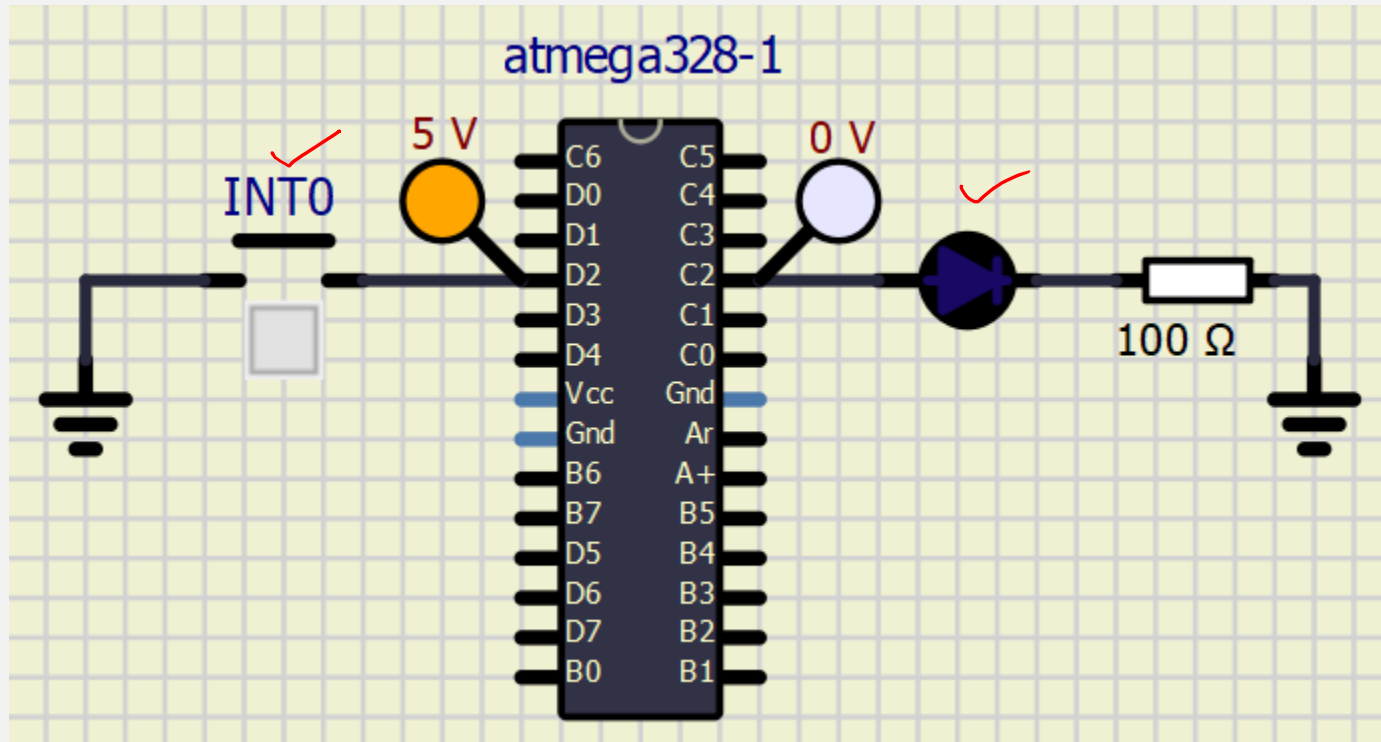 atmega328-1
5 V
0 V
INT0
C6 C5
D0 C4
D1 C3
D2 C2
D3 C1
D4 C0
Vcc Gnd
Gnd Ar
B6 A+
B7 B5
D5 B4
D6 B3
D7 B2
B0 B1
100 Ω